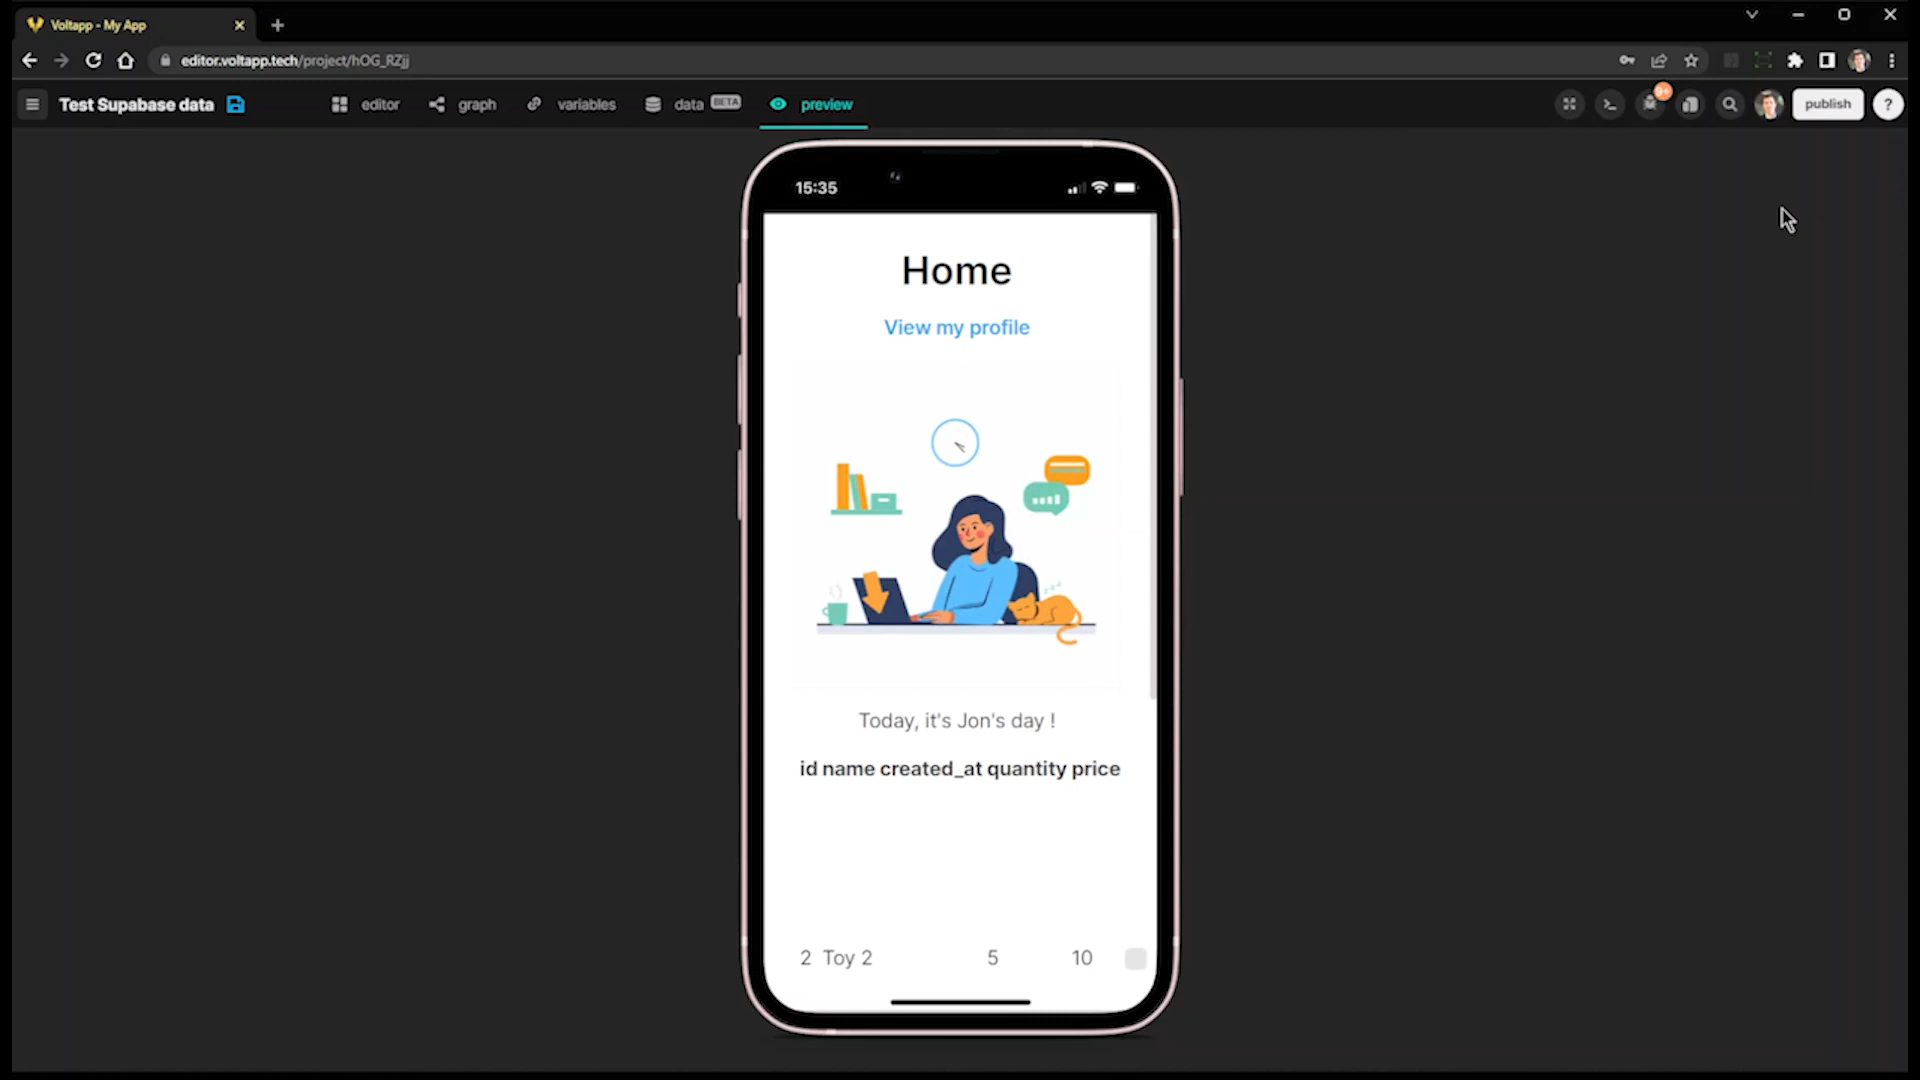 Voltapp - My App
editor.voltapp.tech/project/hOG_RZjj
Test Supabase data
editor
graph
variables
data BETA
preview
9+
publish
?
15:35
Home
View my profile
Today, it's Jon's day !
id name created_at quantity price
2 Toy 2 5 10